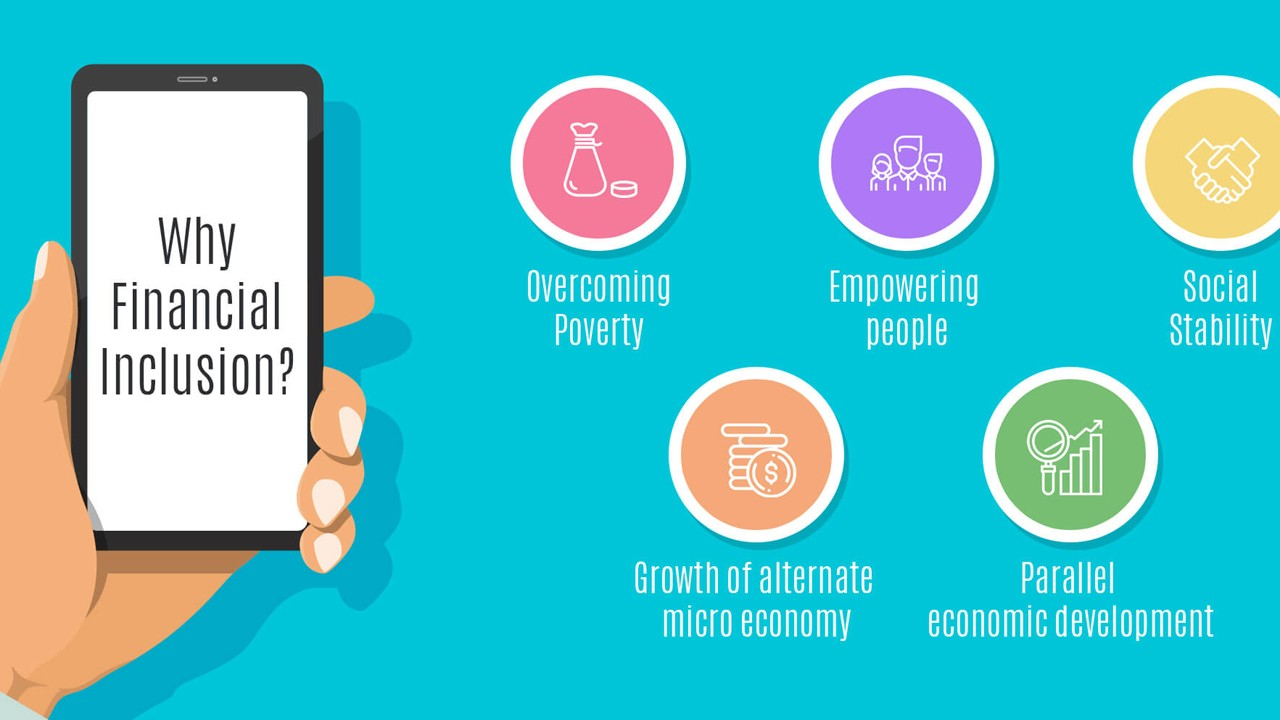 Why
Financial
Inclusion?
Overcoming
Poverty
Empowering
people
Social
Stability
Growth of alternate
micro economy
Parallel
economic development